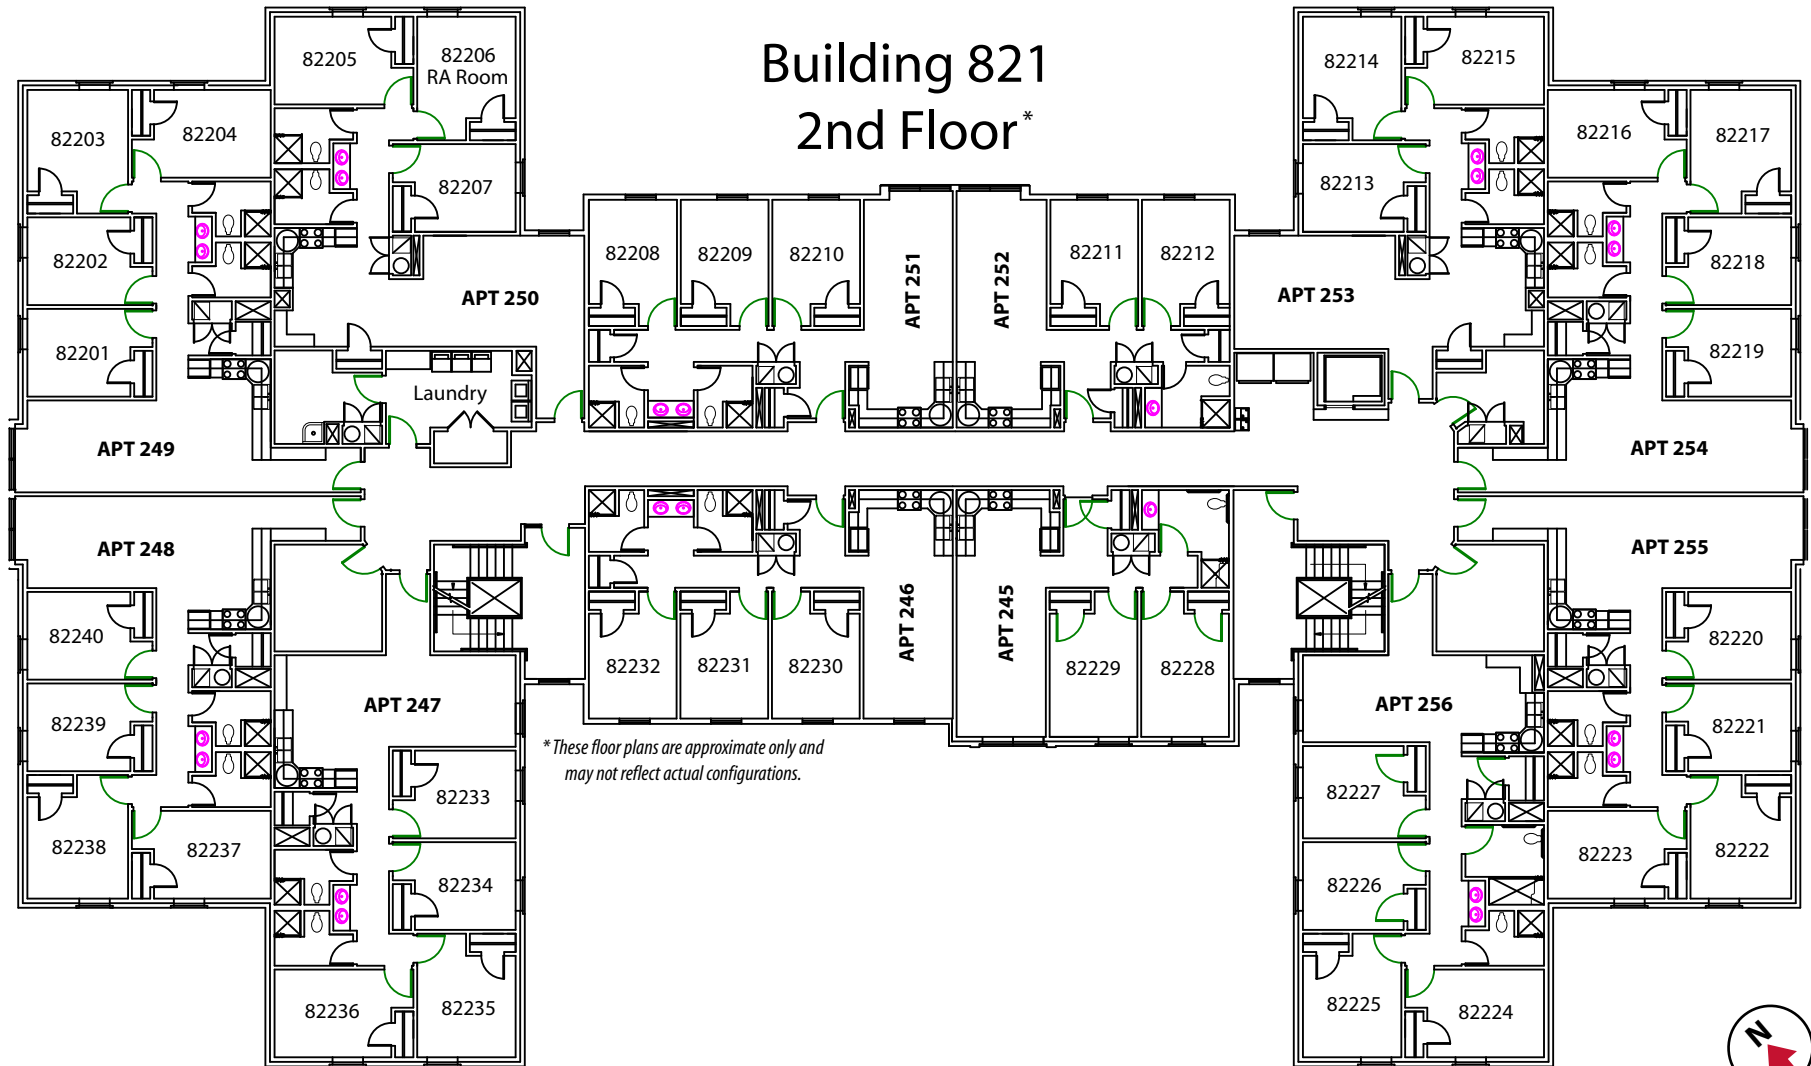 Building 821
2nd Floor*
82205
82206
RA Room
82214
82215
82203
82204
82216
82217
82207
82213
82202
82208
82209
82210
APT 251
APT 252
82211
82212
82218
APT 250
APT 253
82201
82219
Laundry
APT 249
APT 254
APT 248
APT 255
82240
82232
82231
82230
APT 246
APT 245
82229
82228
82220
82239
APT 247
APT 256
82221
*These floor plans are approximate only and
may not reflect actual configurations.
82233
82227
82238
82237
82223
82222
82234
82226
82236
82235
82225
82224
N